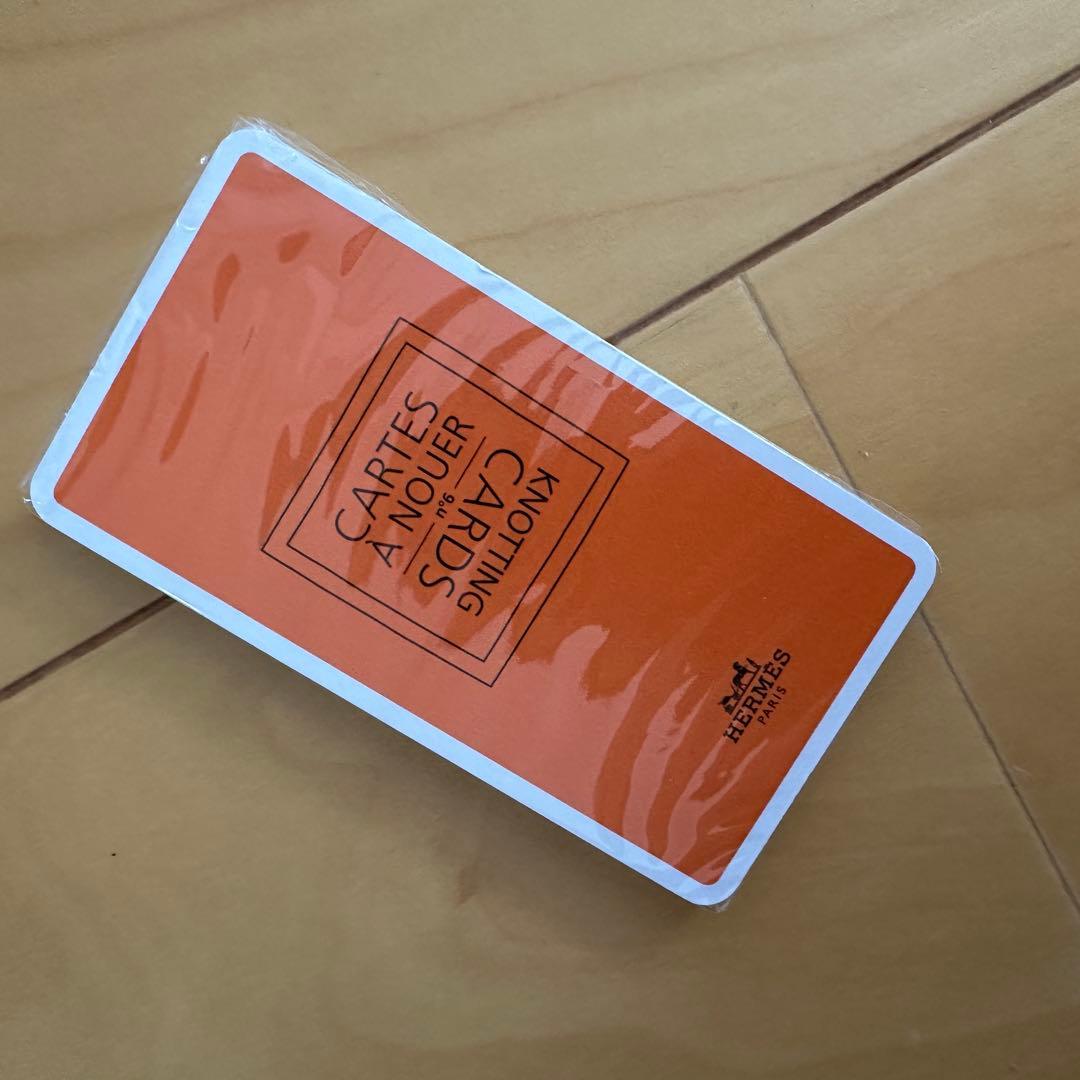 CARTES
À NOUER
KNOTTING
CARDS
HERMÈS
PARIS